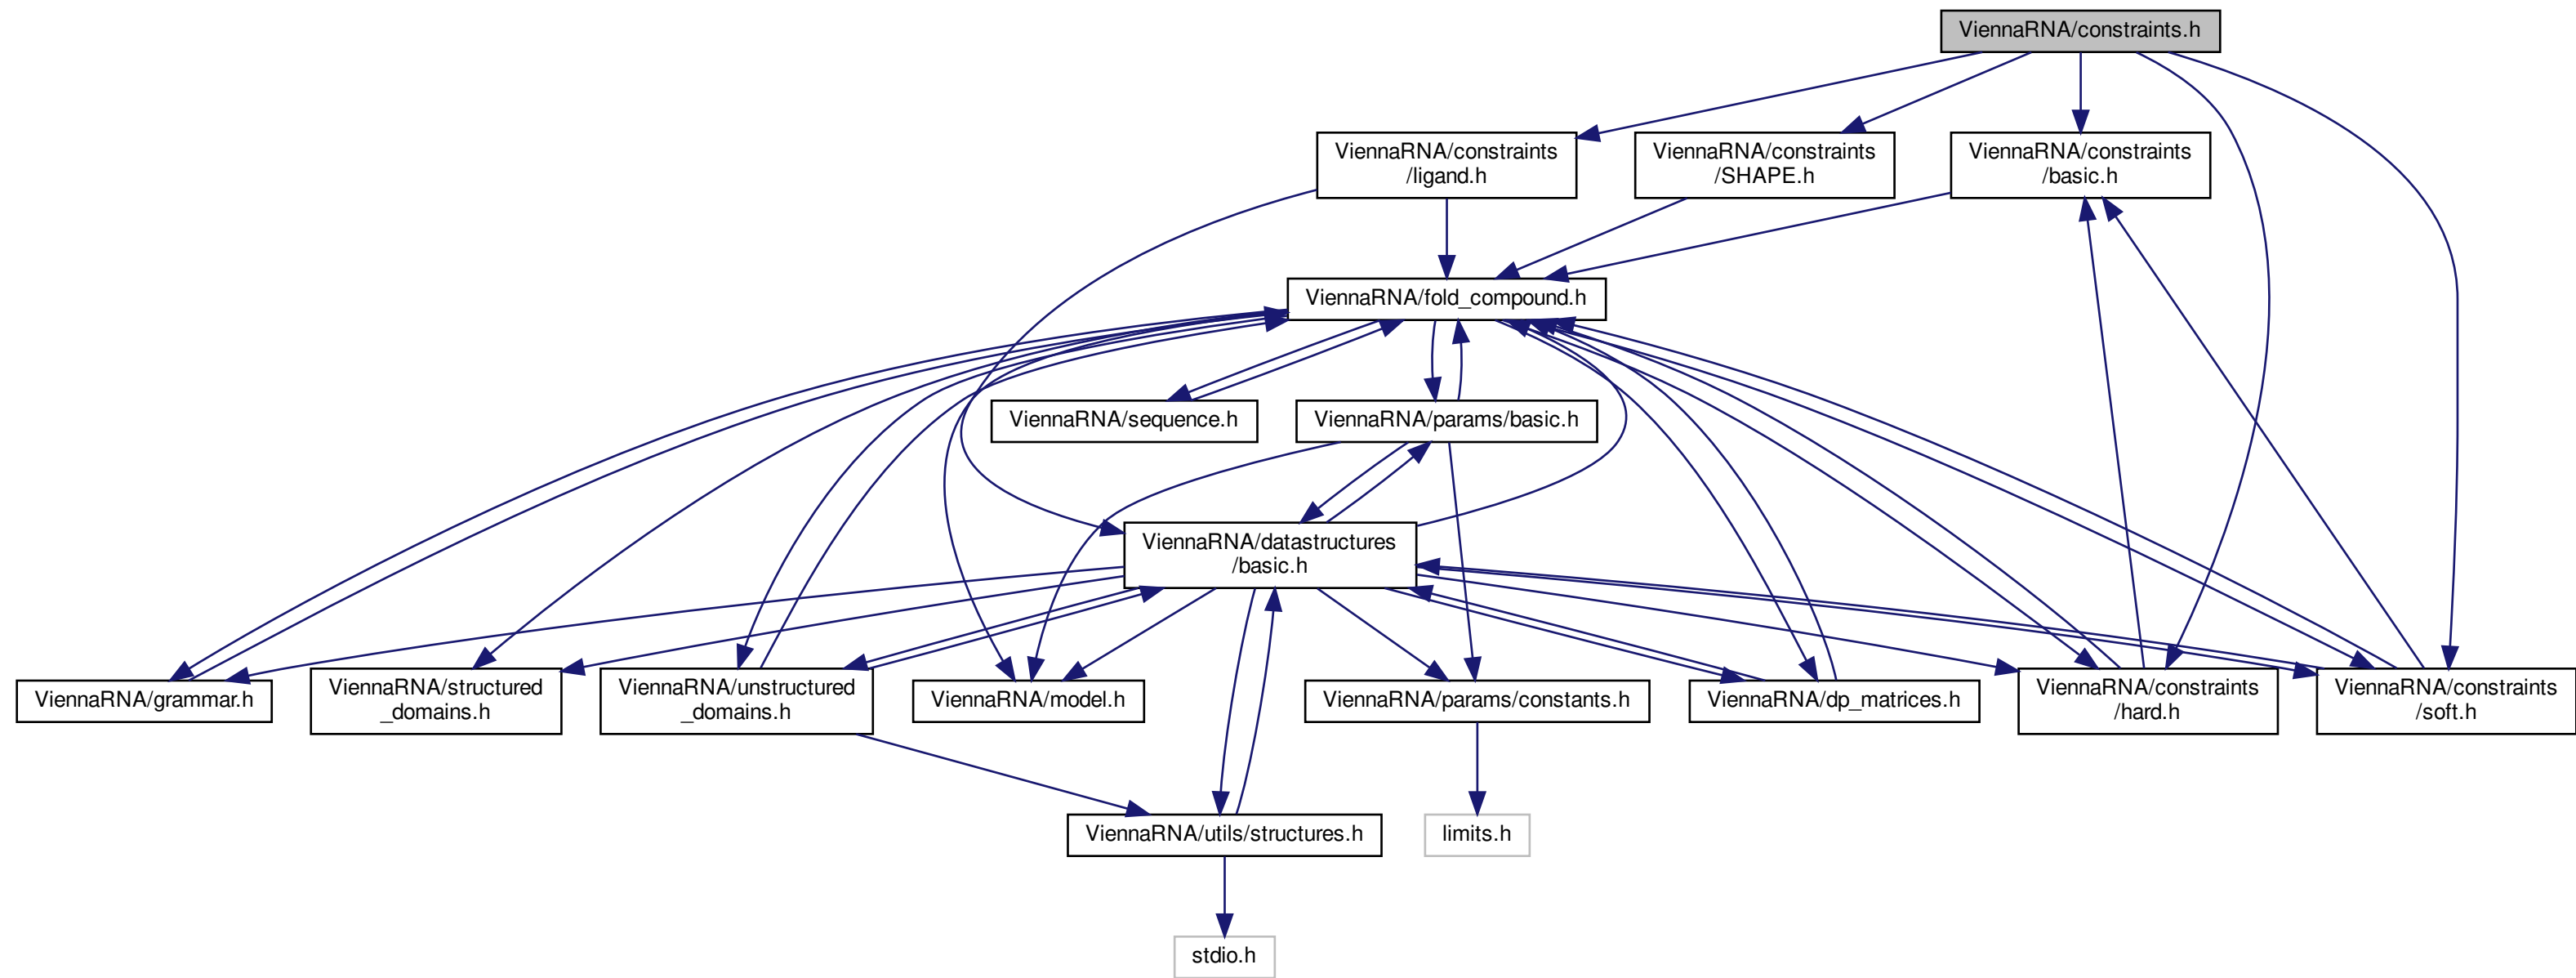 ViennaRNA/constraints.h
ViennaRNA/constraints
/ligand.h
ViennaRNA/constraints
/SHAPE.h
ViennaRNA/constraints
/basic.h
ViennaRNA/fold_compound.h
ViennaRNA/sequence.h
ViennaRNA/params/basic.h
ViennaRNA/datastructures
/basic.h
ViennaRNA/grammar.h
ViennaRNA/structured
_domains.h
ViennaRNA/unstructured
_domains.h
ViennaRNA/model.h
ViennaRNA/params/constants.h
ViennaRNA/dp_matrices.h
ViennaRNA/constraints
/hard.h
ViennaRNA/constraints
/soft.h
ViennaRNA/utils/structures.h
limits.h
stdio.h